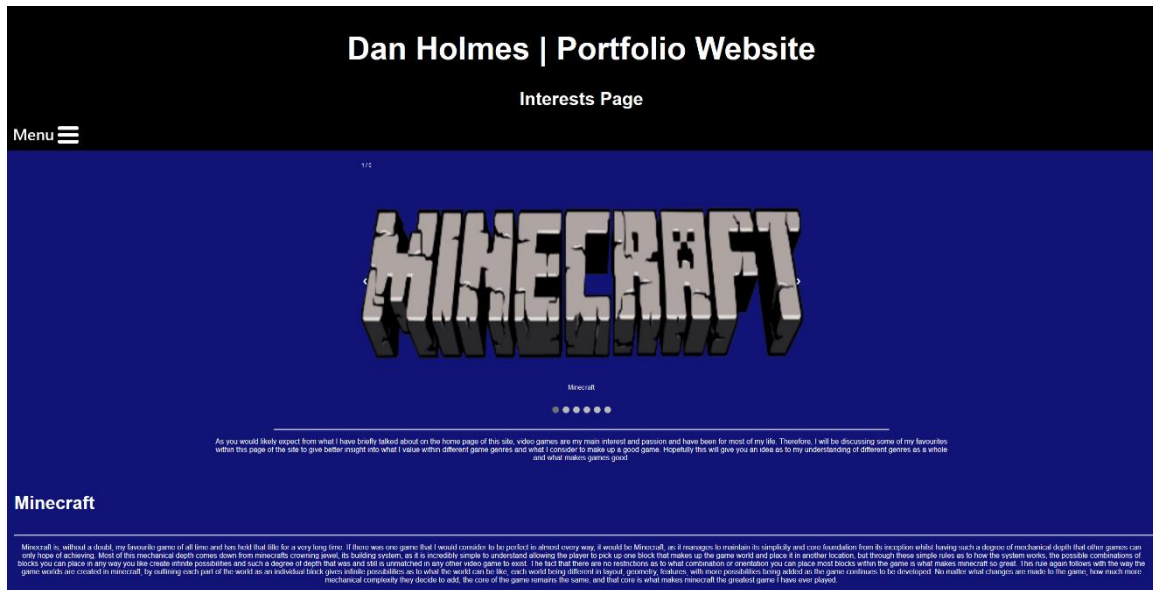 Dan Holmes | Portfolio Website
Interests Page
Menu
MINECRAFT
Minecraft
As you would likely expect from what I have briefly talked about on the home page of this site, video games are my main interest and passion and have been for most of my life. Therefore, I will be discussing some of my favourites
within this page of the site to give better insight into what I value within different game genres and what I consider to make up a good game. Hopefully this will give you an idea as to my understanding of different genres as a whole
and what makes games good
Minecraft
Minecraft is, without a doubt, my favourite game of all time and has held that title for a very long time. If there was one game that I would consider to be perfect in almost every way, it would be Minecraft, as it manages to maintain its simplicity and core foundation from its inception whilst having such a degree of mechanical depth that other games can
only hope of achieving. Most of this mechanical depth comes down from minecrafts crowning jewel, its building system, as it is incredibly simple to understand allowing the player to pick up one block that makes up the game world and place it in another location, but through these simple rules as to how the system works, the possible combinations of
blocks you can place in any way you like create infinite possibilities and such a degree of depth that was and still is unmatched in any other video game to exist. The fact that there are no restrictions as to what combination or orientation you can place most blocks within the game is what makes minecraft so great. This rule again follows with the way the
game worlds are created in minecraft, by outlining each part of the world as an individual block gives infinite possibilities as to what the world can be like, each world being different in layout, geometry, features, with more possibilities being added as the game continues to be developed. No matter what changes are made to the game, how much more
mechanical complexity they decide to add, the core of the game remains the same, and that core is what makes minecraft the greatest game I have ever played.